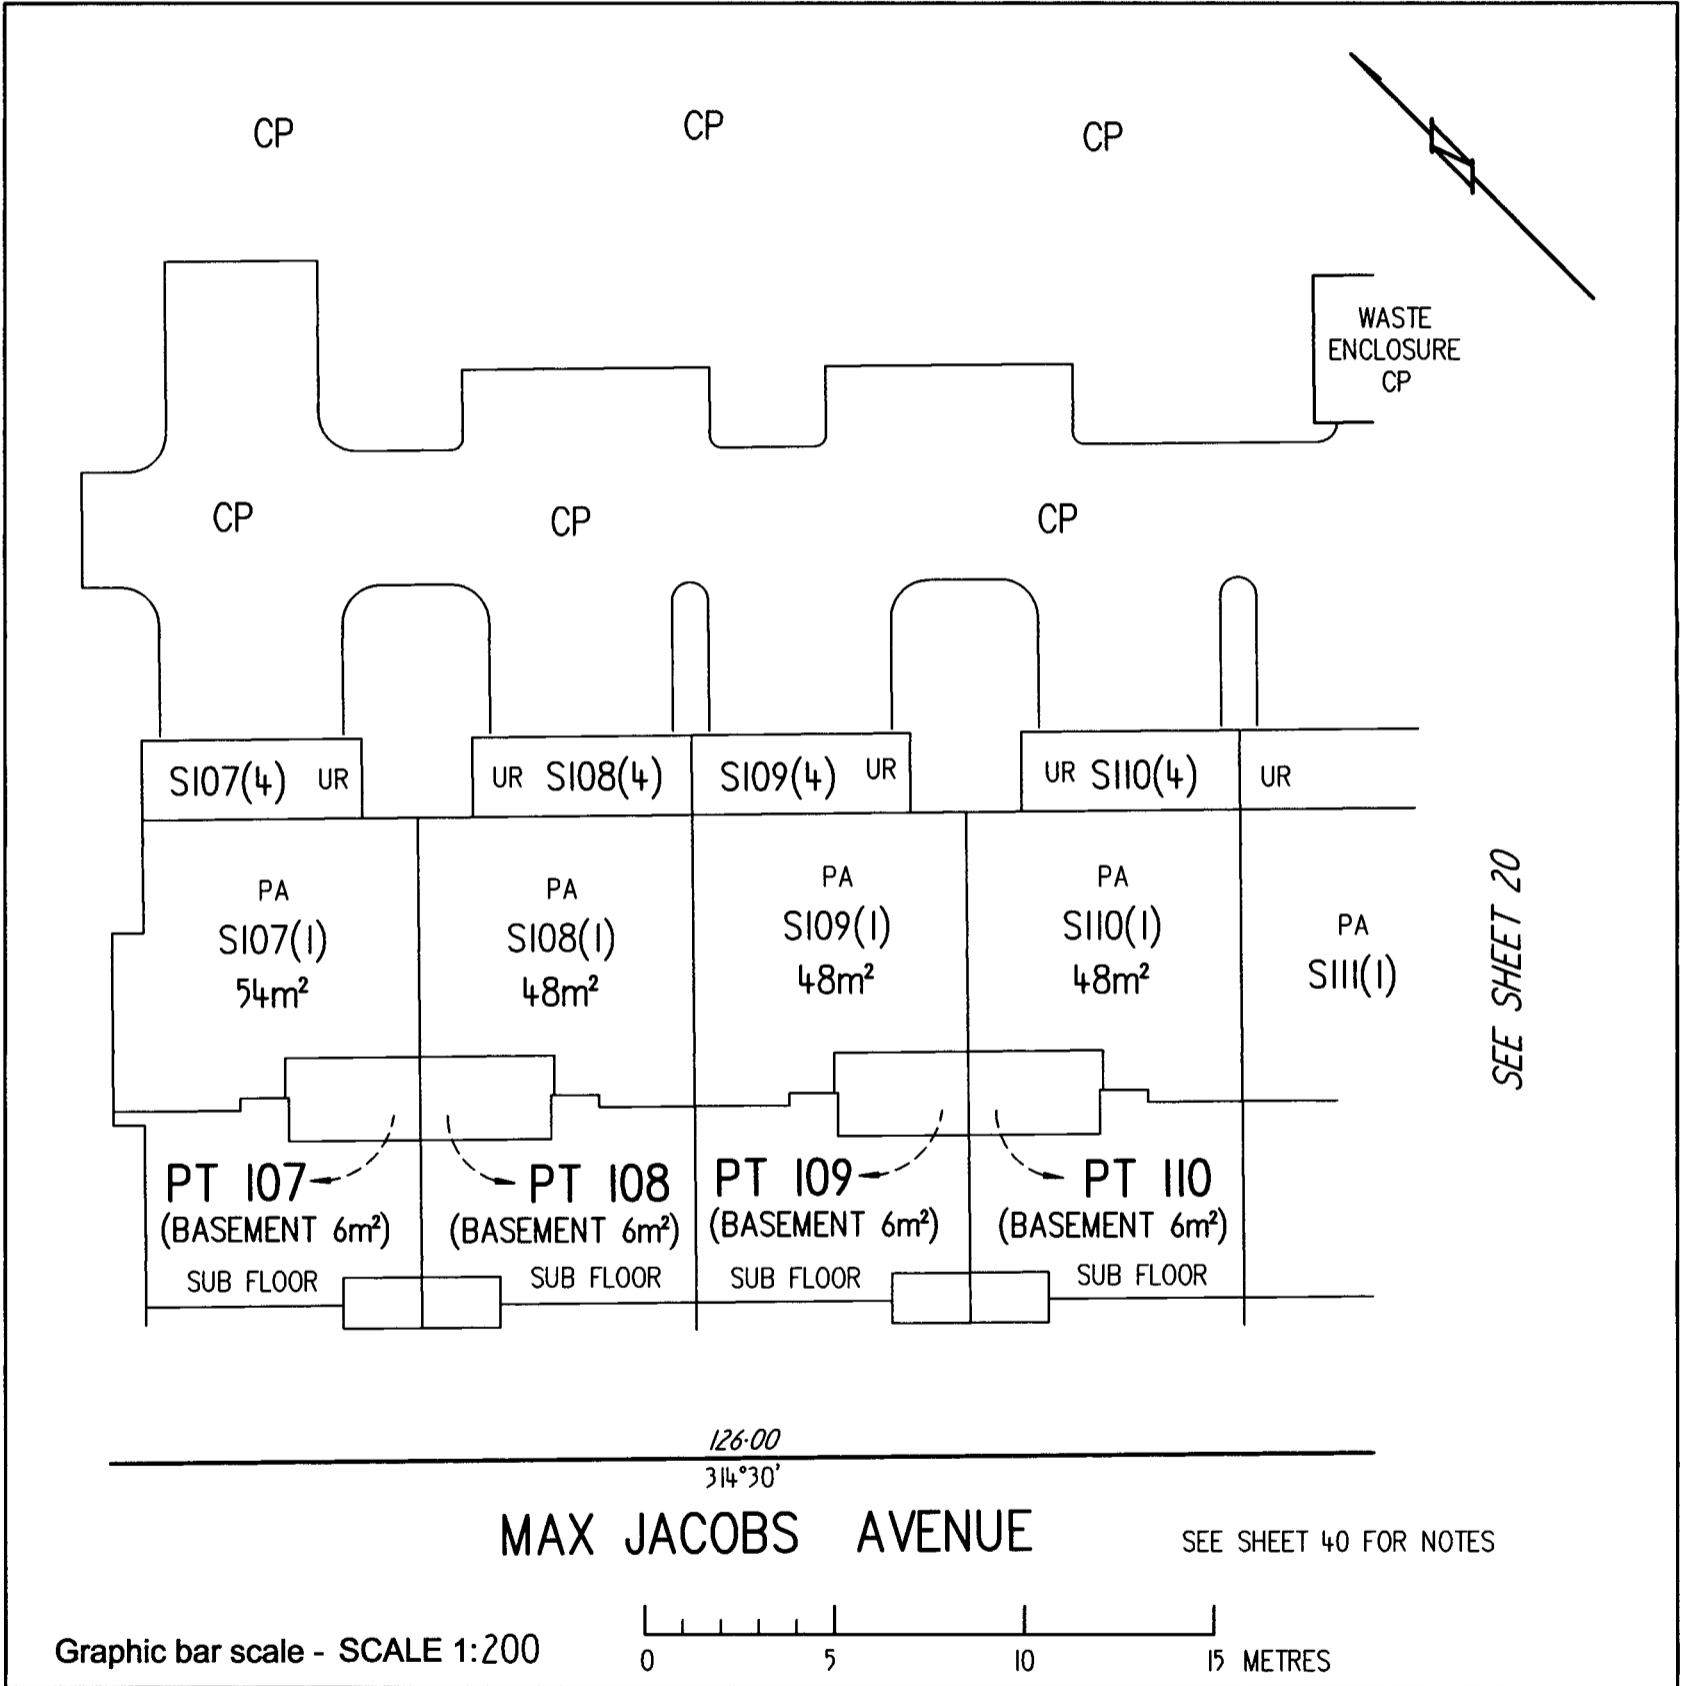 CP
CP
CP
WASTE
ENCLOSURE
CP
CP
CP
CP
S107(4) UR
UR S108(4)
S109(4) UR
UR S110(4)
UR
PA
S107(1)
54m²
PA
S108(1)
48m²
PA
S109(1)
48m²
PA
S110(1)
48m²
PA
S111(1)
SEE SHEET 20
PT 107
(BASEMENT 6m²)
SUB FLOOR
PT 108
(BASEMENT 6m²)
SUB FLOOR
PT 109
(BASEMENT 6m²)
SUB FLOOR
PT 110
(BASEMENT 6m²)
SUB FLOOR
126·00
314°30'
MAX JACOBS AVENUE
SEE SHEET 40 FOR NOTES
Graphic bar scale - SCALE 1:200
0 5 10 15 METRES